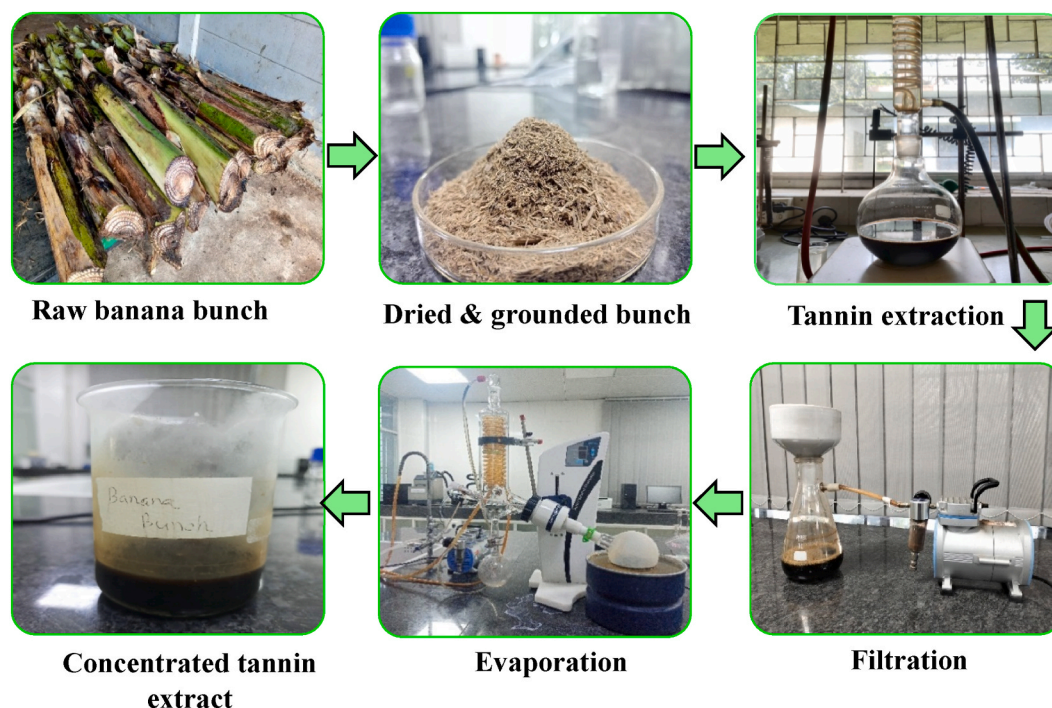 Raw banana bunch
Dried & grounded bunch
Tannin extraction
Banana
Bunch
Concentrated tannin
extract
Evaporation
Filtration